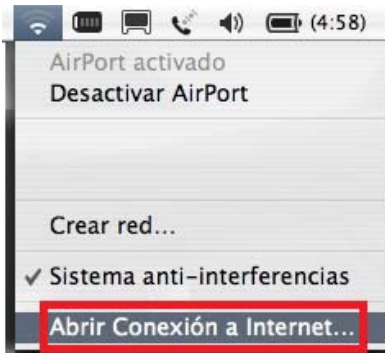 (4:58)
AirPort activado
Desactivar AirPort
Crear red...
✓ Sistema anti-interferencias
Abrir Conexión a Internet...